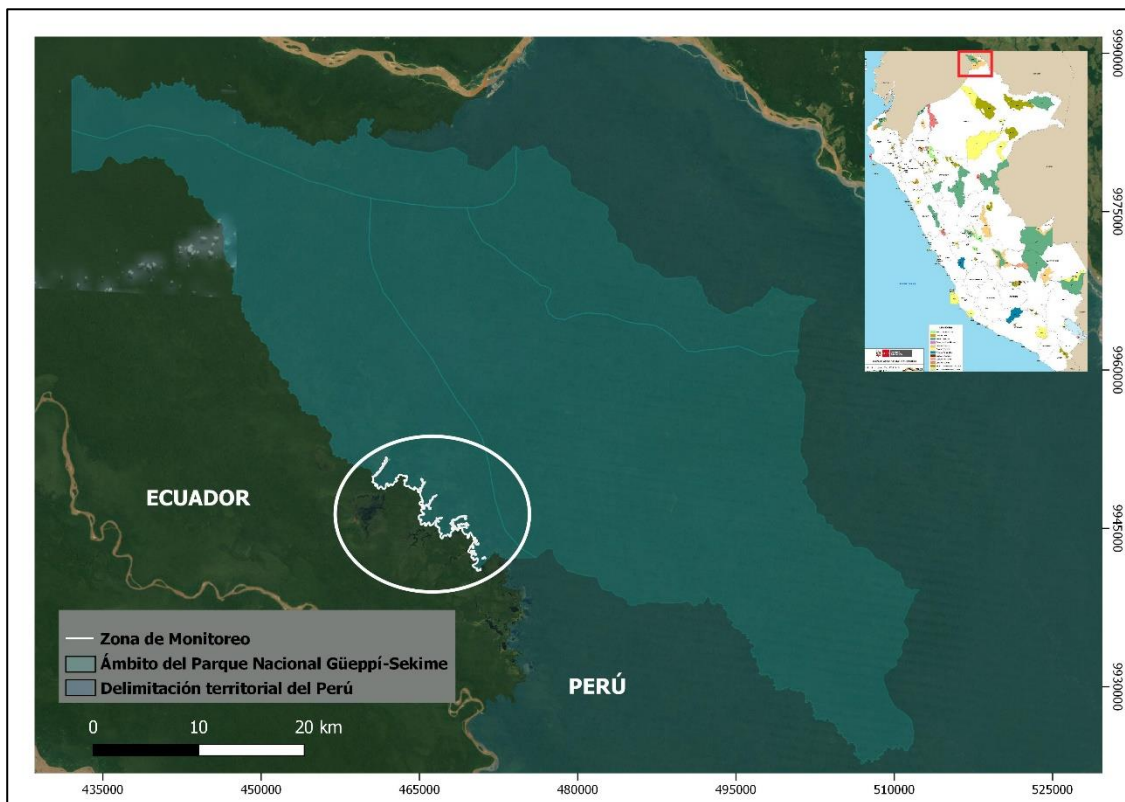 ECUADOR
PERÚ
Zona de Monitoreo
Ámbito del Parque Nacional Güeppí-Sekime
Delimitación territorial del Perú
0 10 20 km
435000 450000 465000 480000 495000 510000 525000
9990000
9975000
9960000
9945000
9930000